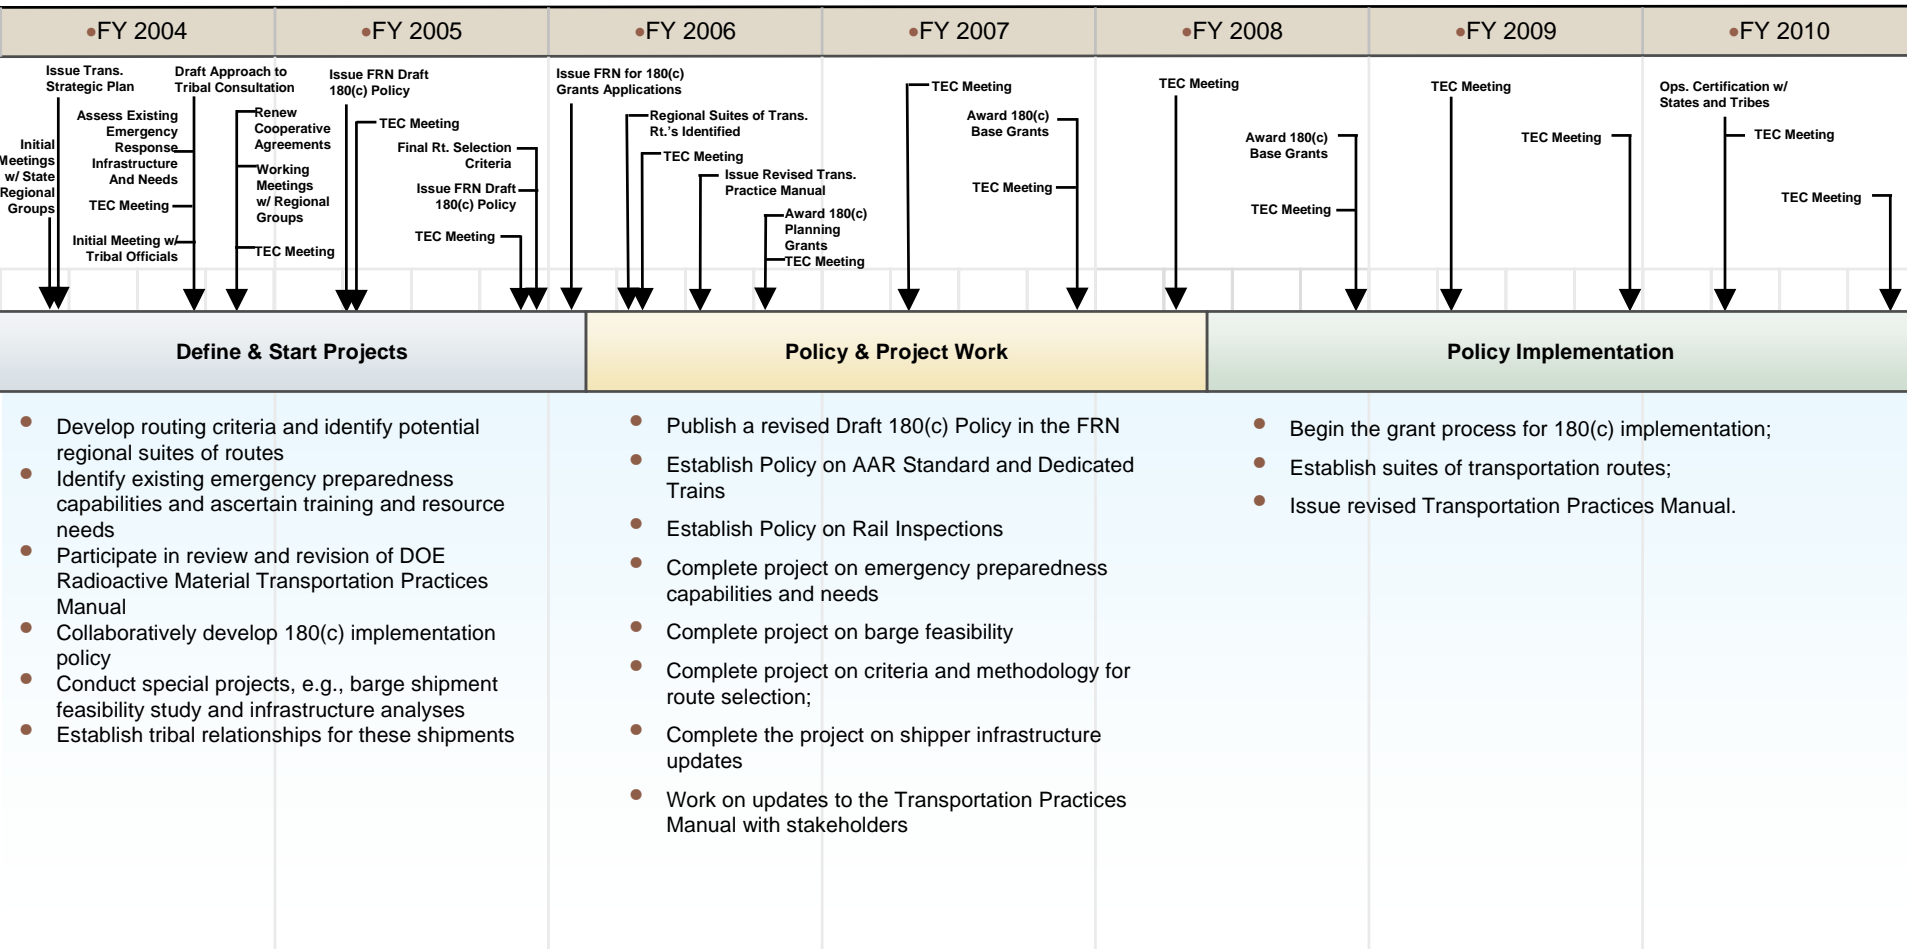 •FY 2004
•FY 2005
•FY 2006
•FY 2007
•FY 2008
•FY 2009
•FY 2010
Issue Trans.
Strategic Plan
Initial
Meetings
w/ State
Regional
Groups
Assess Existing
Emergency
Response
Infrastructure
And Needs
TEC Meeting
Initial Meeting w/
Tribal Officials
Draft Approach to
Tribal Consultation
Renew
Cooperative
Agreements
Working
Meetings
w/ Regional
Groups
TEC Meeting
Issue FRN Draft
180(c) Policy
TEC Meeting
Final Rt. Selection
Criteria
Issue FRN Draft
180(c) Policy
TEC Meeting
Issue FRN for 180(c)
Grants Applications
Regional Suites of Trans.
Rt.'s Identified
TEC Meeting
Issue Revised Trans.
Practice Manual
Award 180(c)
Planning
Grants
TEC Meeting
TEC Meeting
Award 180(c)
Base Grants
TEC Meeting
TEC Meeting
Award 180(c)
Base Grants
TEC Meeting
TEC Meeting
TEC Meeting
Ops. Certification w/
States and Tribes
TEC Meeting
TEC Meeting
Define & Start Projects
Policy & Project Work
Policy Implementation
• Develop routing criteria and identify potential
regional suites of routes
• Identify existing emergency preparedness
capabilities and ascertain training and resource
needs
• Participate in review and revision of DOE
Radioactive Material Transportation Practices
Manual
• Collaboratively develop 180(c) implementation
policy
• Conduct special projects, e.g., barge shipment
feasibility study and infrastructure analyses
• Establish tribal relationships for these shipments
• Publish a revised Draft 180(c) Policy in the FRN
• Establish Policy on AAR Standard and Dedicated
Trains
• Establish Policy on Rail Inspections
• Complete project on emergency preparedness
capabilities and needs
• Complete project on barge feasibility
• Complete project on criteria and methodology for
route selection;
• Complete the project on shipper infrastructure
updates
• Work on updates to the Transportation Practices
Manual with stakeholders
• Begin the grant process for 180(c) implementation;
• Establish suites of transportation routes;
• Issue revised Transportation Practices Manual.